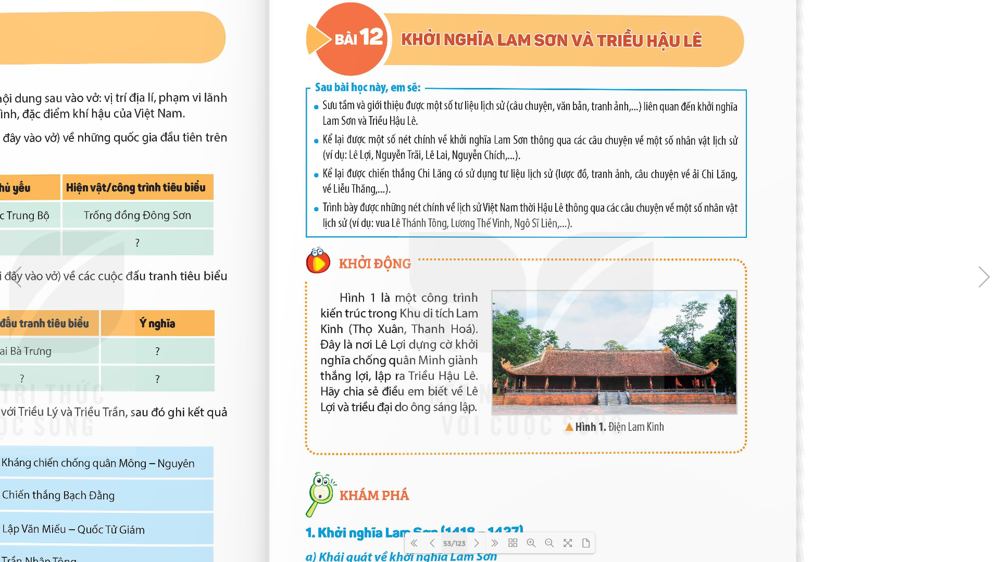 nội dung sau vào vở: vị trí địa lí, phạm vi lãnh
ình, đặc điểm khí hậu của Việt Nam.
đây vào vở) về những quốc gia đầu tiên trên
hủ yếu
Hiện vật/công trình tiêu biểu
c Trung Bộ
Trống đồng Đông Sơn
?
i đây vào vở) về các cuộc đấu tranh tiêu biểu
đấu tranh tiêu biểu
Ý nghĩa
ai Bà Trưng
?
?
?
với Triều Lý và Triều Trần, sau đó ghi kết quả
TRI THỨC
ỘC SỐNG
Kháng chiến chống quân Mông – Nguyên
Chiến thắng Bạch Đằng
Lập Văn Miếu – Quốc Tử Giám
Trần Nhân Tông
BÀI 12
KHỞI NGHĨA LAM SƠN VÀ TRIỀU HẬU LÊ
Sau bài học này, em sẽ:
• Sưu tầm và giới thiệu được một số tư liệu lịch sử (câu chuyện, văn bản, tranh ảnh,...) liên quan đến khởi nghĩa
Lam Sơn và Triều Hậu Lê.
• Kể lại được một số nét chính về khởi nghĩa Lam Sơn thông qua các câu chuyện về một số nhân vật lịch sử
(ví dụ: Lê Lợi, Nguyễn Trãi, Lê Lai, Nguyễn Chích,...).
• Kể lại được chiến thắng Chi Lăng có sử dụng tư liệu lịch sử (lược đồ, tranh ảnh, câu chuyện về ải Chi Lăng,
về Liễu Thăng,...).
• Trình bày được những nét chính về lịch sử Việt Nam thời Hậu Lê thông qua các câu chuyện về một số nhân vật
lịch sử (ví dụ: vua Lê Thánh Tông, Lương Thế Vinh, Ngô Sĩ Liên,...).
KHỞI ĐỘNG
Hình 1 là một công trình
kiến trúc trong Khu di tích Lam
Kinh (Thọ Xuân, Thanh Hoá).
Đây là nơi Lê Lợi dựng cờ khởi
nghĩa chống quân Minh giành
thắng lợi, lập ra Triều Hậu Lê.
Hãy chia sẻ điều em biết về Lê
Lợi và triều đại do ông sáng lập.
▲ Hình 1. Điện Lam Kinh
VỚI CUỘC SỐNG
KHÁM PHÁ
1. Khởi nghĩa Lam Sơn (1418 – 1427)
a) Khái quát về khởi nghĩa Lam Sơn
53/123